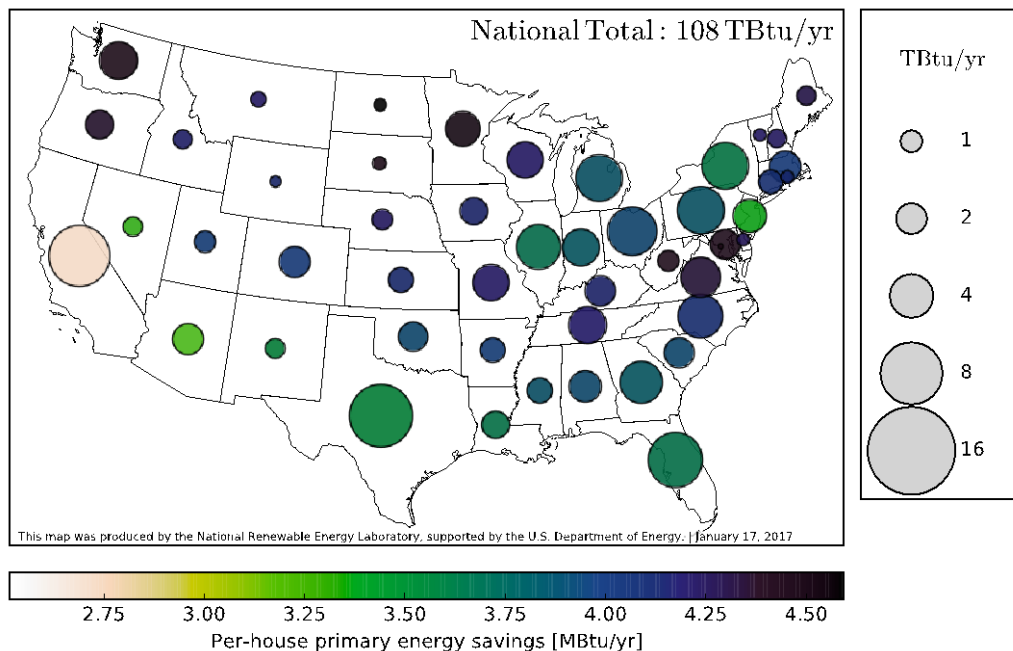 National Total: 108 TBtu/yr
TBtu/yr
1
2
4
8
16
This map was produced by the National Renewable Energy Laboratory, supported by the U.S. Department of Energy. | January 17, 2017
2.75 3.00 3.25 3.50 3.75 4.00 4.25 4.50
Per-house primary energy savings [MBtu/yr]